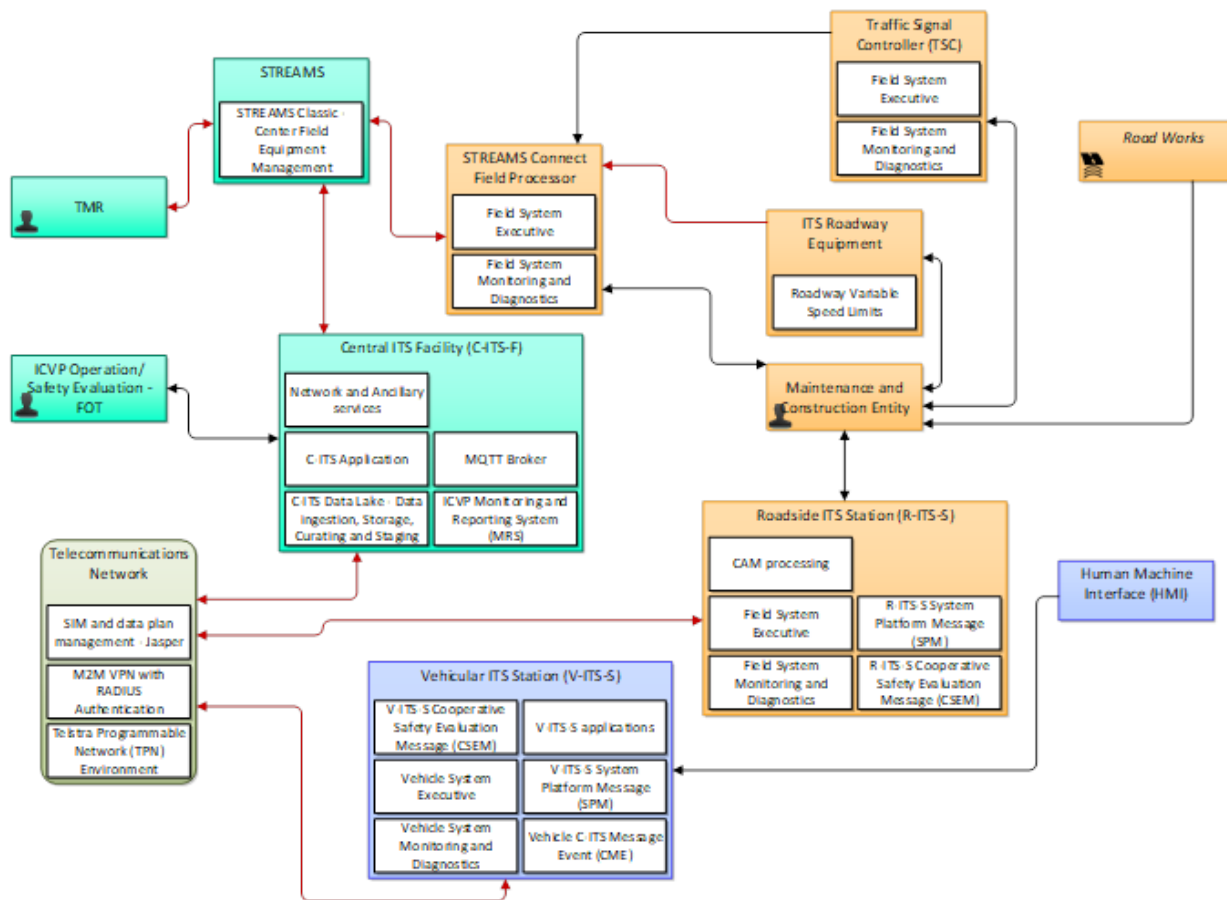 Traffic Signal
Controller (TSC)
Field System
Executive
Field System
Monitoring and
Diagnostics
STREAMS
STREAMS Classic -
Center Field
Equipment
Management
Road Works
STREAMS Connect
Field Processor
Field System
Executive
Field System
Monitoring and
Diagnostics
TMR
ITS Roadway
Equipment
Roadway Variable
Speed Limits
Central ITS Facility (C-ITS-F)
Network and Ancillary
services
C-ITS Application
MQTT Broker
C-ITS Data Lake - Data
Ingestion, Storage,
Curating and Staging
ICVP Monitoring and
Reporting System
(MRS)
ICVP Operation/
Safety Evaluation -
FOT
Maintenance and
Construction Entity
Roadside ITS Station (R-ITS-S)
CAM processing
Field System
Executive
R-ITS-S System
Platform Message
(SPM)
Field System
Monitoring and
Diagnostics
R-ITS-S Cooperative
Safety Evaluation
Message (CSEM)
Human Machine
Interface (HMI)
Telecommunications
Network
SIM and data plan
management - Jasper
M2M VPN with
RADIUS
Authentication
Telstra Programmable
Network (TPN)
Environment
Vehicular ITS Station (V-ITS-S)
V-ITS-S Cooperative
Safety Evaluation
Message (CSEM)
V-ITS-S applications
Vehicle System
Executive
V-ITS-S System
Platform Message
(SPM)
Vehicle System
Monitoring and
Diagnostics
Vehicle C-ITS Message
Event (CME)